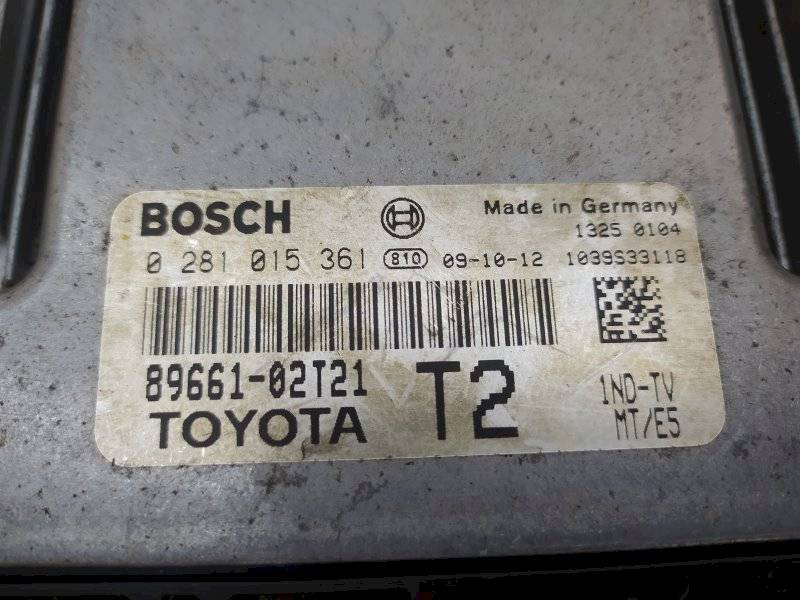 BOSCH Made in Germany
1325 0104
0 281 015 361 810 09-10-12 1039S33118
89661-02T21 T2 1ND-TV
TOYOTA MT/E5